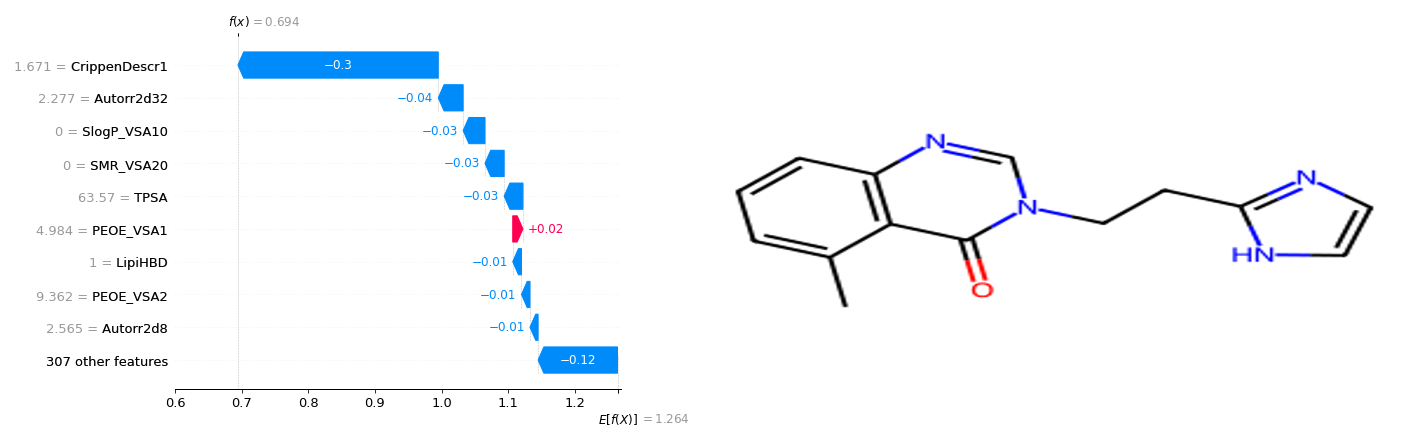 f(x) = 0.694
1.671 = CrippenDescr1
−0.3
2.277 = Autorr2d32
−0.04
0 = SlogP_VSA10
−0.03
0 = SMR_VSA20
−0.03
63.57 = TPSA
−0.03
4.984 = PEOE_VSA1
+0.02
1 = LipiHBD
−0.01
9.362 = PEOE_VSA2
−0.01
2.565 = Autorr2d8
−0.01
307 other features
−0.12
0.6 0.7 0.8 0.9 1.0 1.1 1.2
E[f(X)] = 1.264
N
N
O
N
HN